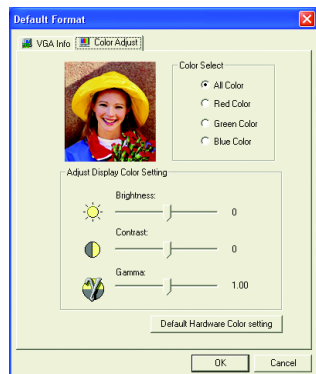 Default Format
VGA Info Color Adjust
Color Select
All Color
Red Color
Green Color
Blue Color
Adjust Display Color Setting
Brightness:
0
Contrast:
0
Gamma:
1.00
Default Hardware Color setting
OK Cancel